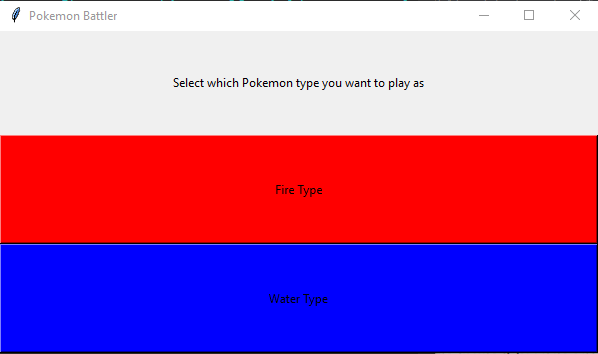 Pokemon Battler
Select which Pokemon type you want to play as
Fire Type
Water Type